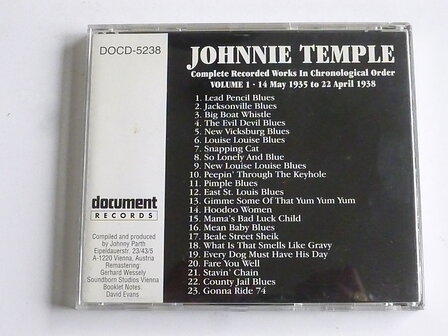 DOCD-5238
JOHNNIE TEMPLE
Complete Recorded Works In Chronological Order
VOLUME 1 - 14 May 1935 to 22 April 1938
1. Lead Pencil Blues
2. Jacksonville Blues
3. Big Boat Whistle
4. The Evil Devil Blues
5. New Vicksburg Blues
6. Louise Louise Blues
7. Snapping Cat
8. So Lonely And Blue
9. New Louise Louise Blues
10. Peepin' Through The Keyhole
11. Pimple Blues
12. East St. Louis Blues
13. Gimme Some Of That Yum Yum Yum
14. Hoodoo Women
15. Mama's Bad Luck Child
16. Mean Baby Blues
17. Beale Street Sheik
18. What Is That Smells Like Gravy
19. Every Dog Must Have His Day
20. Fare You Well
21. Stavin' Chain
22. County Jail Blues
23. Gonna Ride 74
document
RECORDS
Compiled and produced
by Johnny Parth
Eipeldauerstr. 23/43/5
A-1220 Vienna, Austria
Remastering:
Gerhard Wessely
Soundborn Studios Vienna
Booklet Notes:
David Evans